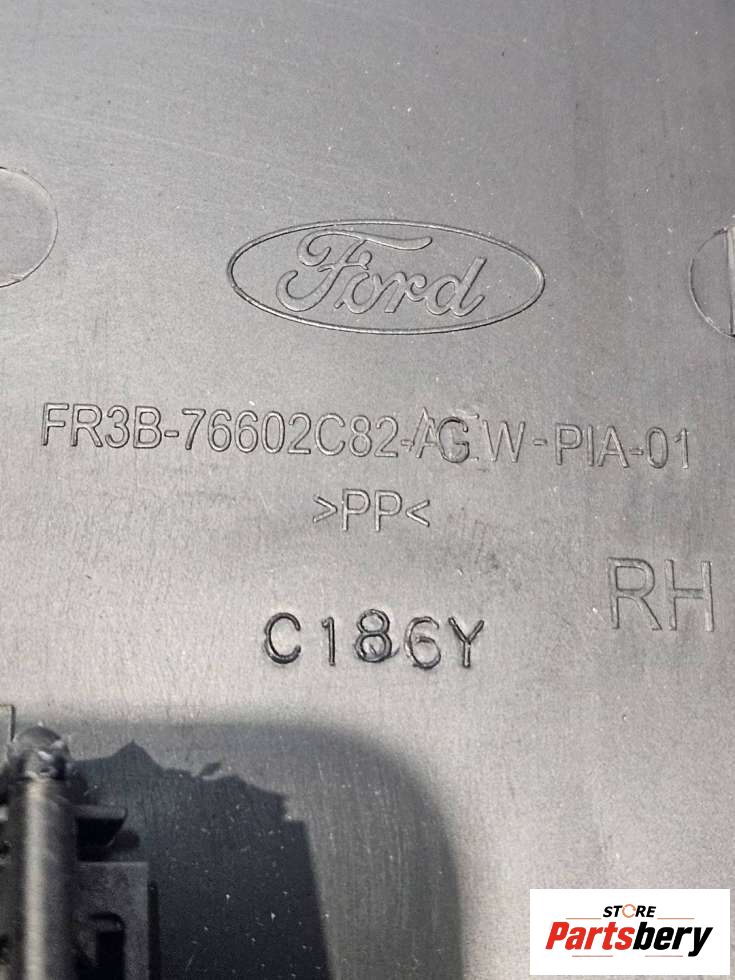 Ford
FR3B-76602C82-AGW-PIA-01
>PP<
RH
C186Y
STORE
Partsbery